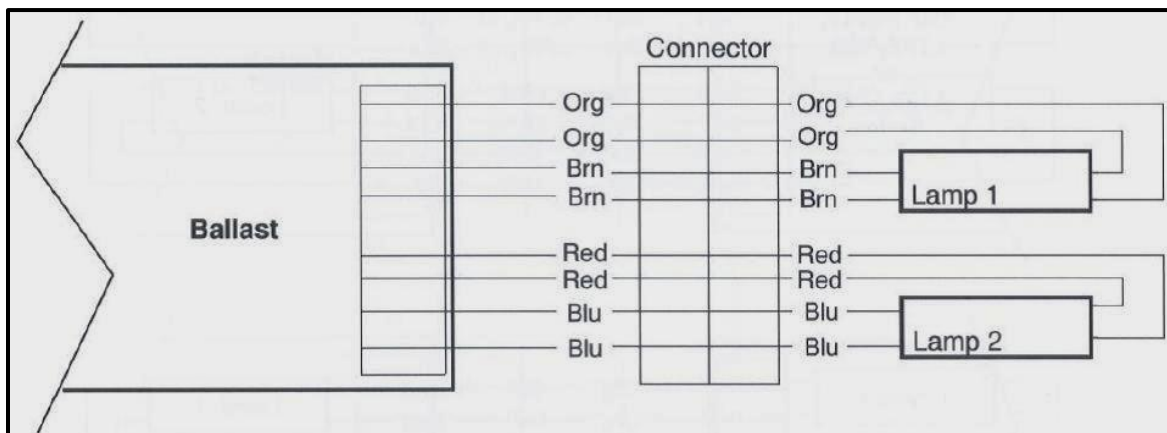 Connector
Org Org
Org Org
Brn Brn
Brn Brn
Lamp 1
Ballast
Red Red
Red Red
Blu Blu
Blu Blu
Lamp 2